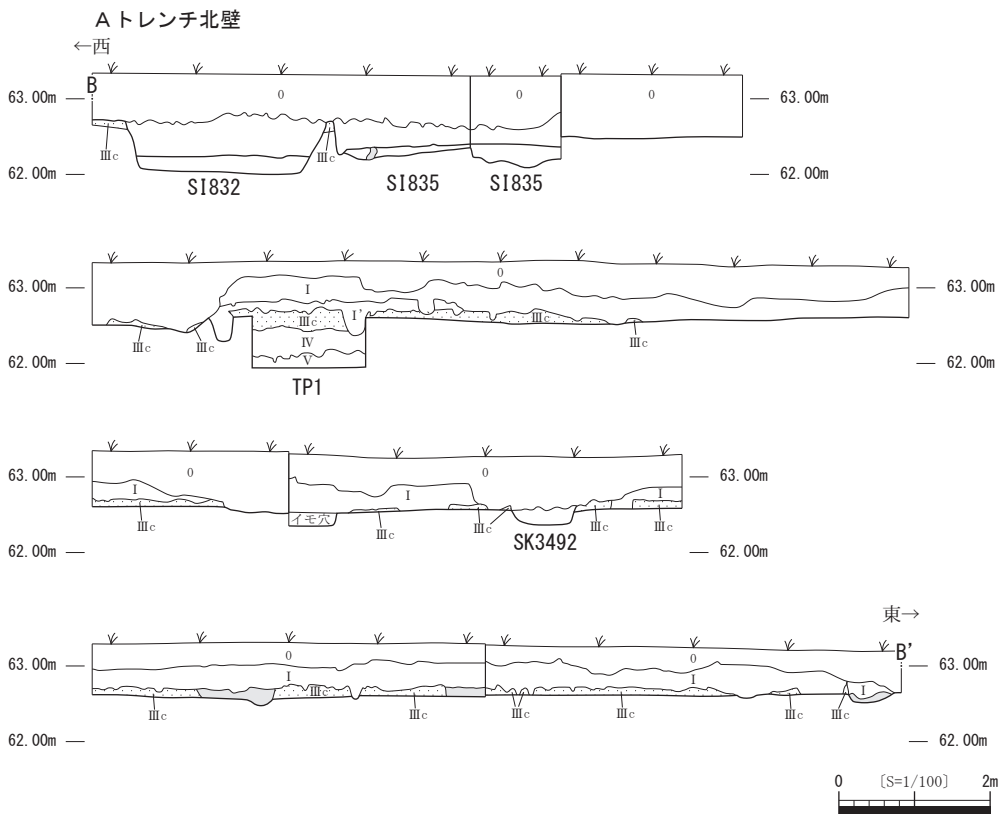 Aトレンチ北壁
←西
B
63.00m 0 0 0 63.00m
Ⅲc Ⅲc
62.00m 62.00m
SI832 SI835 SI835
0
63.00m Ⅰ 63.00m
Ⅲc Ⅰ' Ⅲc
Ⅳ
Ⅲc Ⅲc Ⅲc
62.00m Ⅴ 62.00m
TP1
63.00m 0 0 63.00m
Ⅰ Ⅰ Ⅰ
イモ穴
Ⅲc Ⅲc Ⅲc Ⅲc Ⅲc
SK3492
62.00m 62.00m
東→
B'
63.00m 0 0 63.00m
Ⅰ Ⅰ Ⅰ
Ⅲc
Ⅲc Ⅲc Ⅲc Ⅲc Ⅲc Ⅲc
62.00m 62.00m
0 〔S=1/100〕 2m